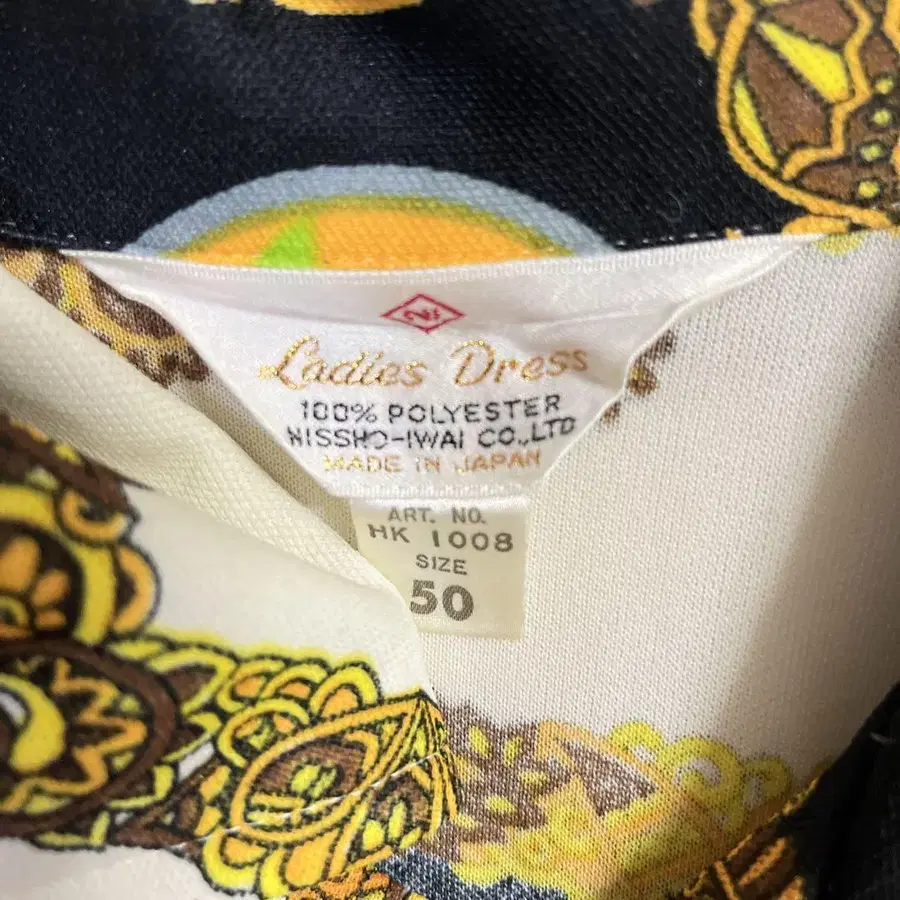 Ladies Dress
100% POLYESTER
NISSHO-IWAI CO.,LTD
MADE IN JAPAN
ART. NO.
HK 1008
SIZE
50